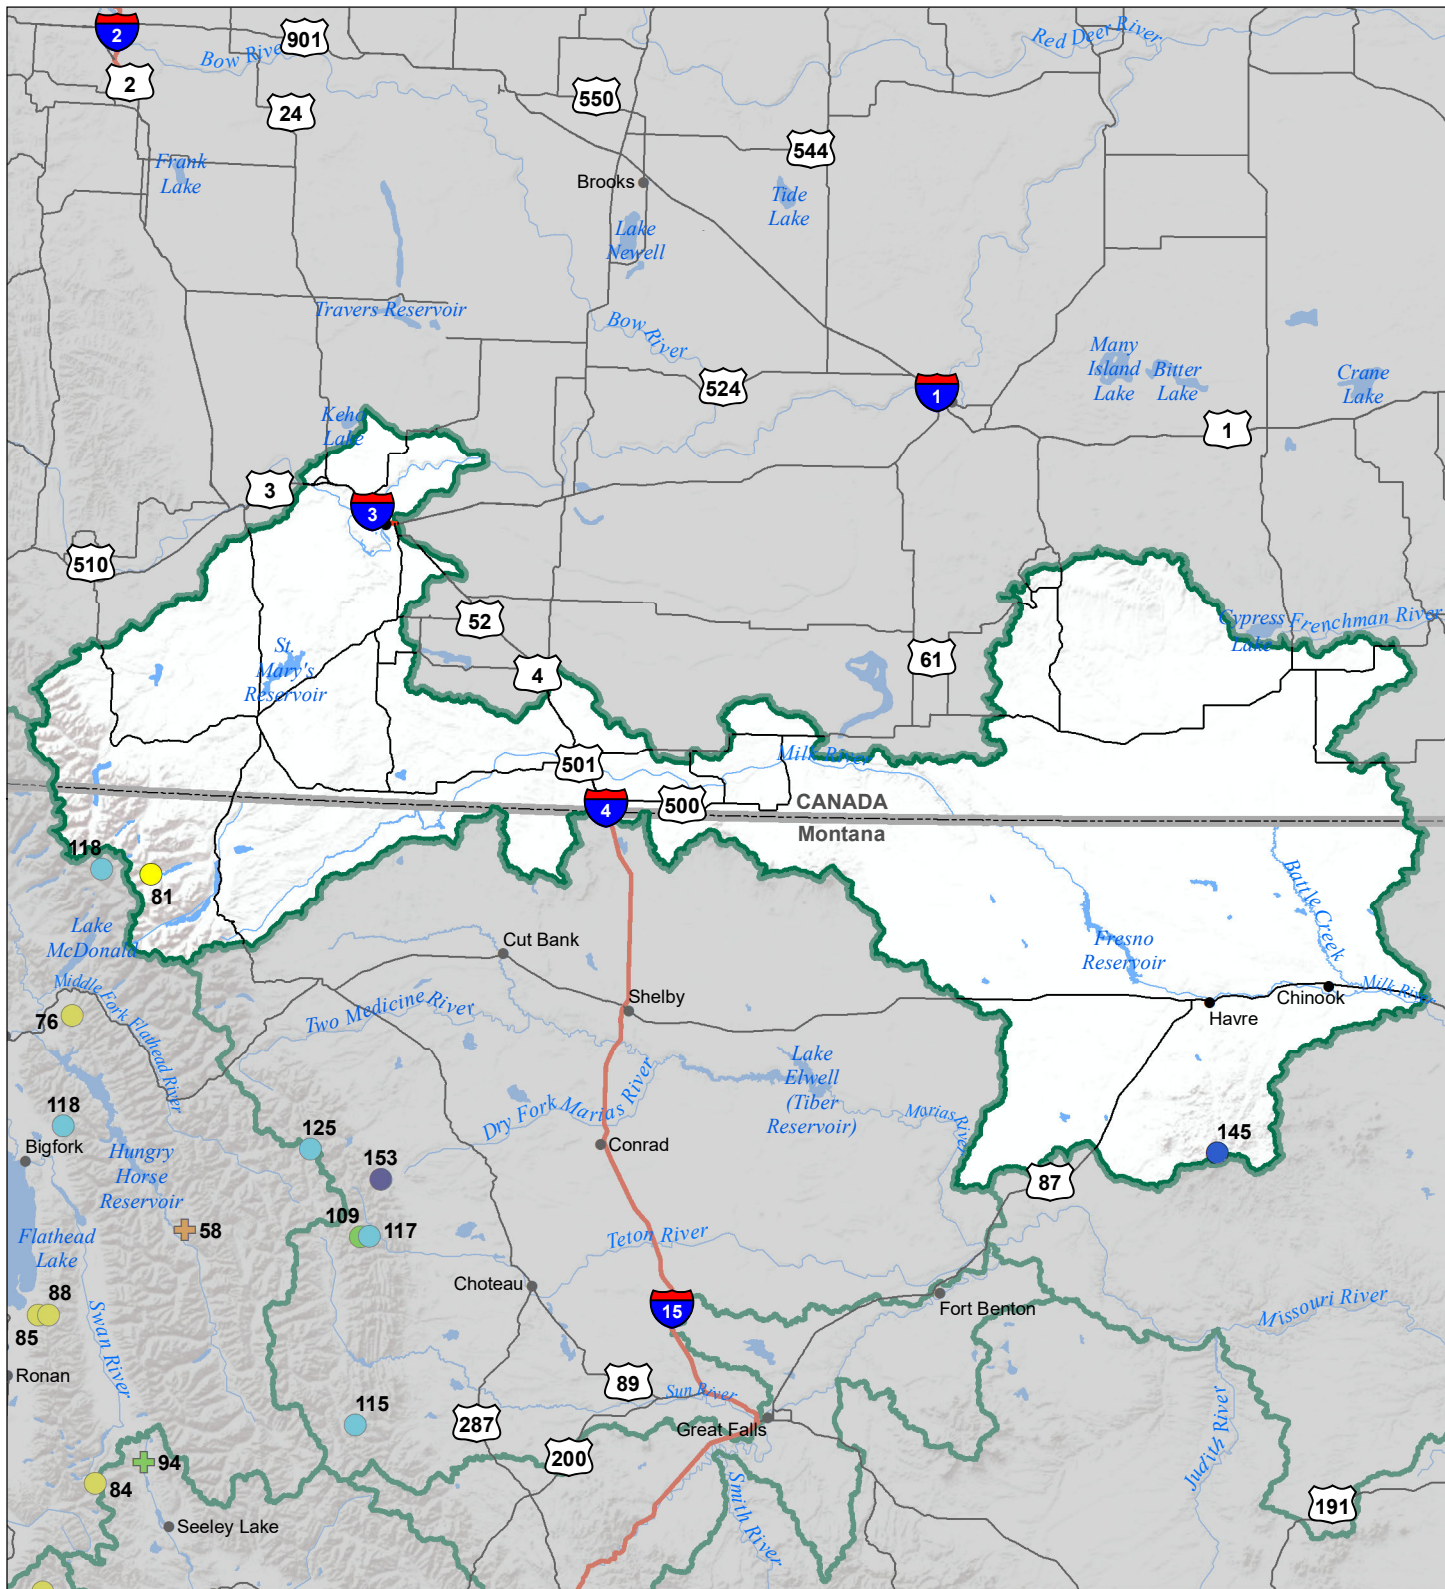 2
901
Bow River
Red Deer River
2
24
550
544
Frank
Lake
Brooks
Tide
Lake
Lake
Newell
Travers Reservoir
Bow River
Many
Island
Lake
Bitter
Lake
Crane
Lake
524
1
1
Keho
Lake
3
3
510
52
Cypress
Lake
Frenchman River
St.
Mary's
Reservoir
4
61
501
Milk River
4
500
CANADA
Montana
118
81
Battle Creek
Lake
McDonald
Cut Bank
Fresno
Reservoir
Middle Fork Flathead River
Two Medicine River
Shelby
Chinook
Milk River
Havre
76
Lake
Elwell
(Tiber
Reservoir)
Dry Fork Marias River
Marias River
118
125
145
Bigfork
Conrad
Hungry
Horse
Reservoir
153
87
109
117
58
Flathead
Lake
Teton River
Choteau
88
85
15
Fort Benton
Missouri River
Swan River
Ronan
89
Sun River
115
287
Great Falls
Judith River
200
94
84
Smith River
191
Seeley Lake